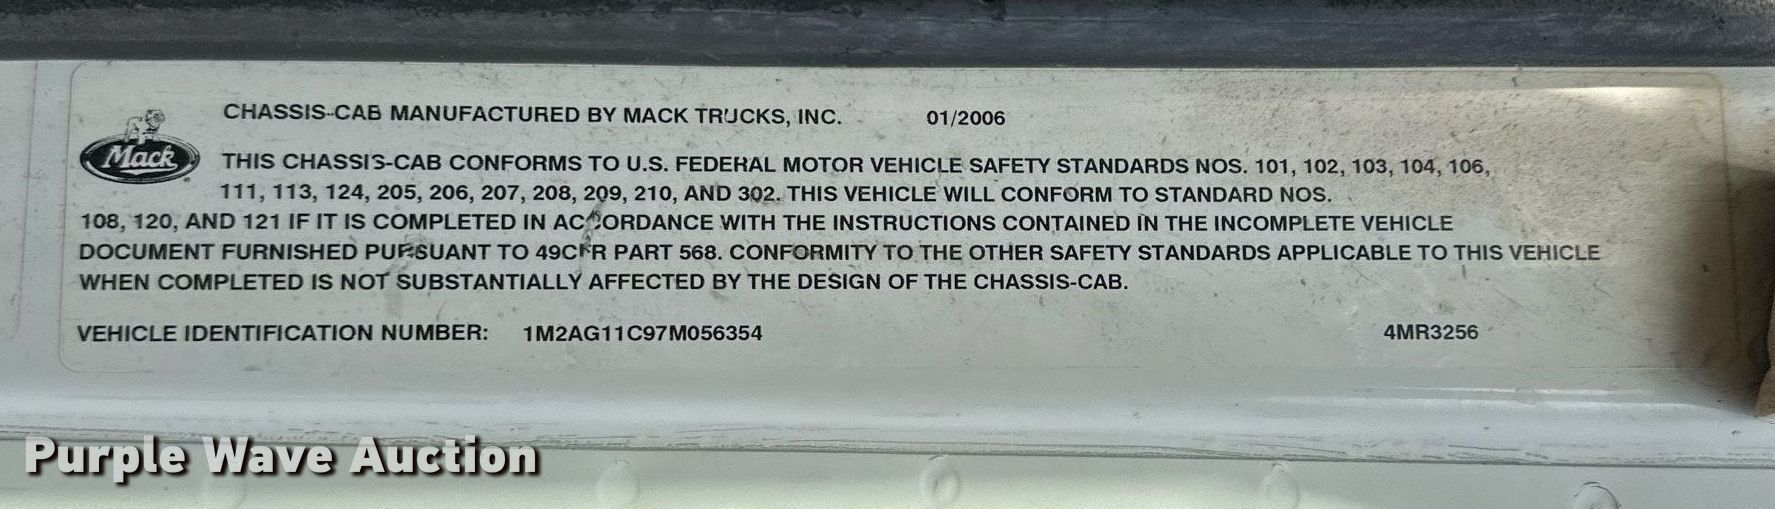 CHASSIS-CAB MANUFACTURED BY MACK TRUCKS, INC. 01/2006
Mack
THIS CHASSIS-CAB CONFORMS TO U.S. FEDERAL MOTOR VEHICLE SAFETY STANDARDS NOS. 101, 102, 103, 104, 106,
111, 113, 124, 205, 206, 207, 208, 209, 210, AND 302. THIS VEHICLE WILL CONFORM TO STANDARD NOS.
108, 120, AND 121 IF IT IS COMPLETED IN ACCORDANCE WITH THE INSTRUCTIONS CONTAINED IN THE INCOMPLETE VEHICLE
DOCUMENT FURNISHED PURSUANT TO 49CFR PART 568. CONFORMITY TO THE OTHER SAFETY STANDARDS APPLICABLE TO THIS VEHICLE
WHEN COMPLETED IS NOT SUBSTANTIALLY AFFECTED BY THE DESIGN OF THE CHASSIS-CAB.
VEHICLE IDENTIFICATION NUMBER: 1M2AG11C97M056354 4MR3256
Purple Wave Auction